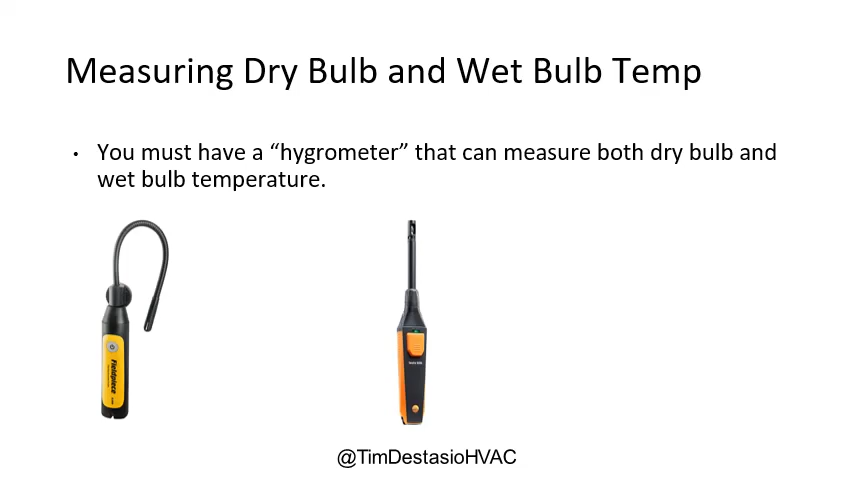 Measuring Dry Bulb and Wet Bulb Temp
• You must have a “hygrometer” that can measure both dry bulb and
wet bulb temperature.
Fieldpiece
@TimDestasioHVAC